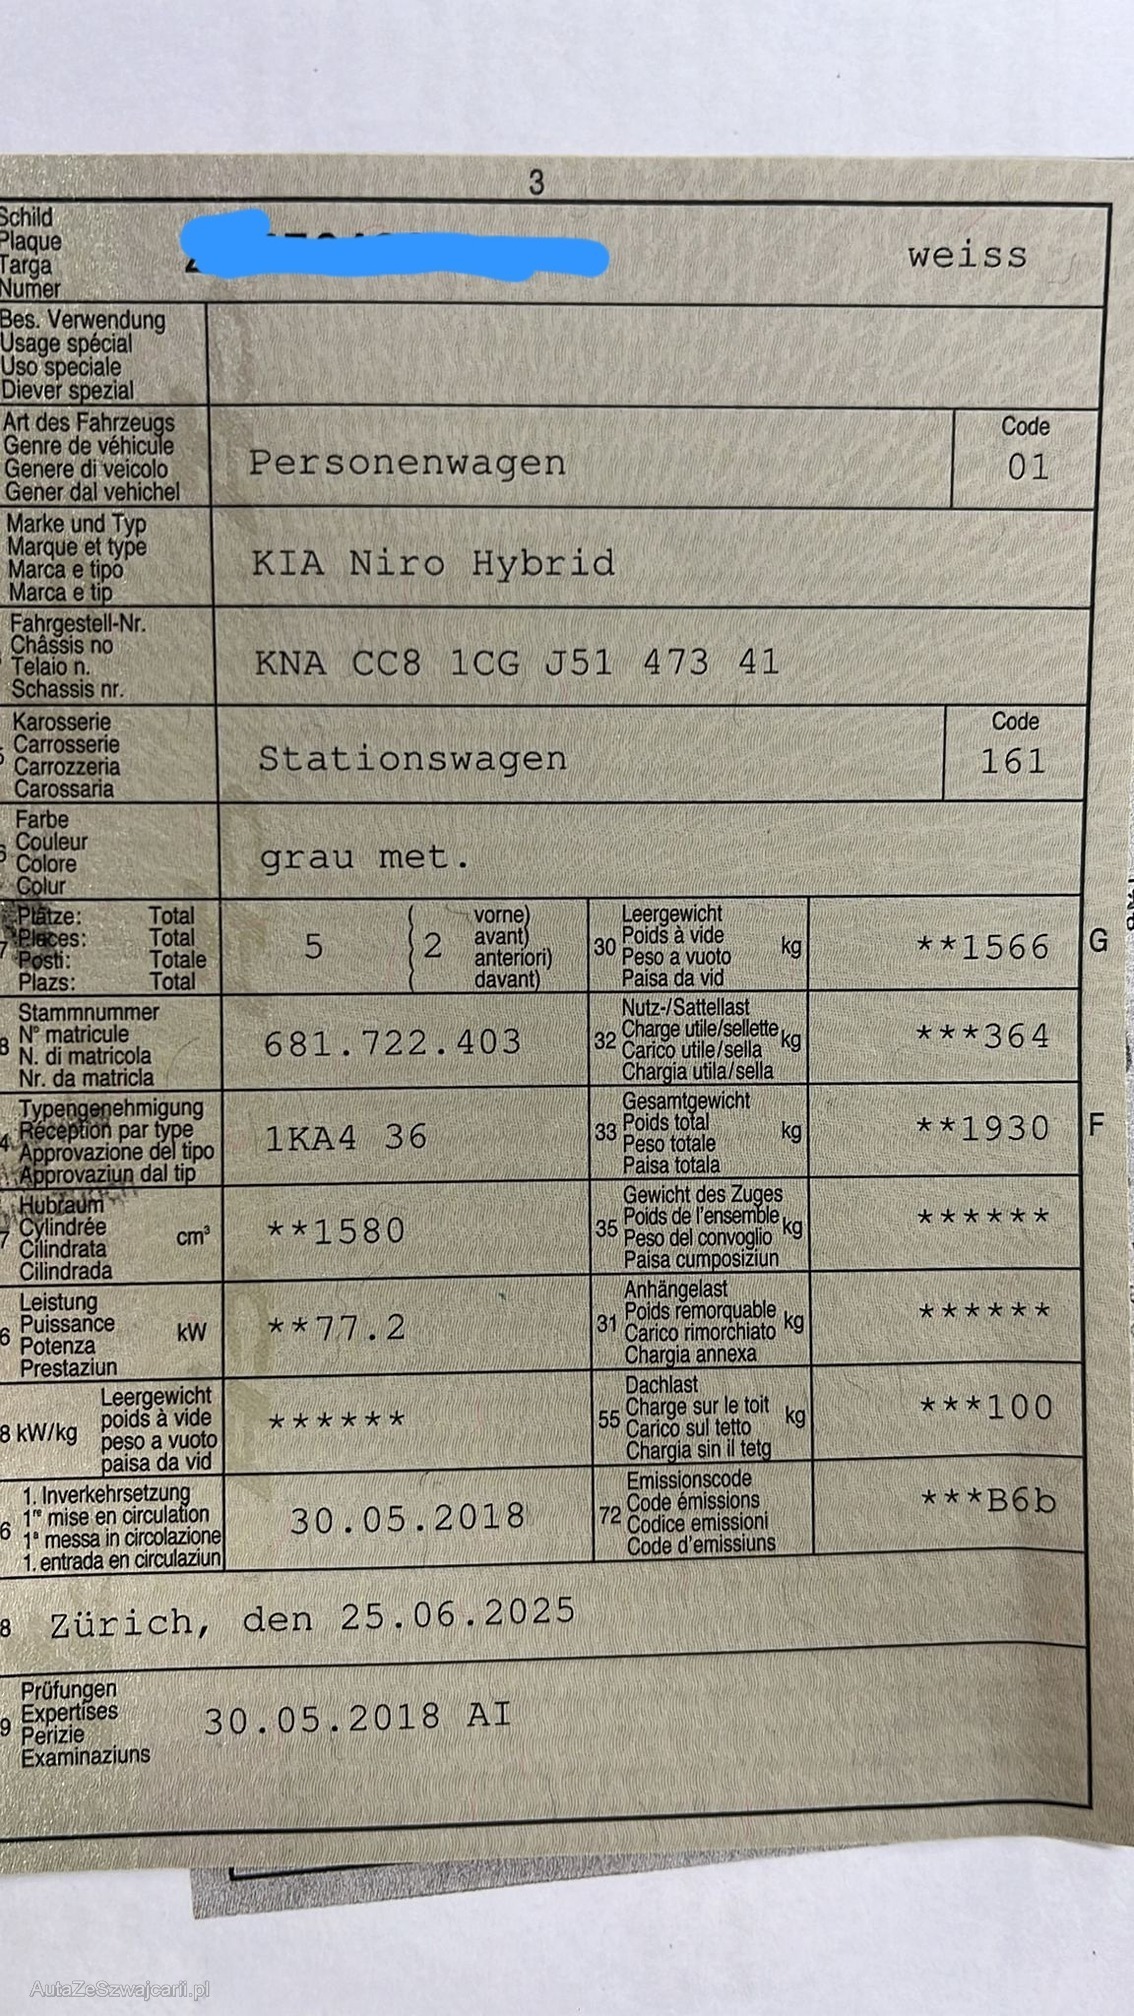 3
Schild
Plaque
Targa
Numer
weiss
Bes. Verwendung
Usage spécial
Uso speciale
Diever spezial
Art des Fahrzeugs
Genre de véhicule
Genere di veicolo
Gener dal vehichel
Personenwagen
Code
01
Marke und Typ
Marque et type
Marca e tipo
Marca e tip
KIA Niro Hybrid
Fahrgestell-Nr.
Châssis no
Telaio n.
Schassis nr.
KNA CC8 1CG J51 473 41
Karosserie
Carrosserie
Carrozzeria
Carossaria
Stationswagen
Code
161
Farbe
Couleur
Colore
Colur
grau met.
Plätze: Total
Places: Total
Posti: Totale
Plazs: Total
5
2
vorne)
avant)
anteriori)
davant)
30
Leergewicht
Poids à vide
Peso a vuoto
Paisa da vid
kg
**1566
G
8
Stammnummer
N° matricule
N. di matricola
Nr. da matricla
681.722.403
32
Nutz-/Sattellast
Charge utile/sellette
Carico utile/sella
Chargia utila/sella
kg
***364
4
Typengenehmigung
Réception par type
Approvazione del tipo
Approvaziun dal tip
1KA4 36
33
Gesamtgewicht
Poids total
Peso totale
Paisa totala
kg
**1930
F
7
Hubraum
Cylindrée
Cilindrata
Cilindrada
cm³
**1580
35
Gewicht des Zuges
Poids de l'ensemble
Peso del convoglio
Paisa cumposiziun
kg
******
6
Leistung
Puissance
Potenza
Prestaziun
kW
**77.2
31
Anhängelast
Poids remorquable
Carico rimorchiato
Chargia annexa
kg
******
8 kW/kg
Leergewicht
poids à vide
peso a vuoto
paisa da vid
******
55
Dachlast
Charge sur le toit
Carico sul tetto
Chargia sin il tetg
kg
***100
6
1. Inverkehrsetzung
1re mise en circulation
1a messa in circolazione
1. entrada en circulaziun
30.05.2018
72
Emissionscode
Code émissions
Codice emissioni
Code d'emissiuns
***B6b
8 Zürich, den 25.06.2025
9
Prüfungen
Expertises
Perizie
Examinaziuns
30.05.2018 AI
AutaZeSzwajcarii.pl